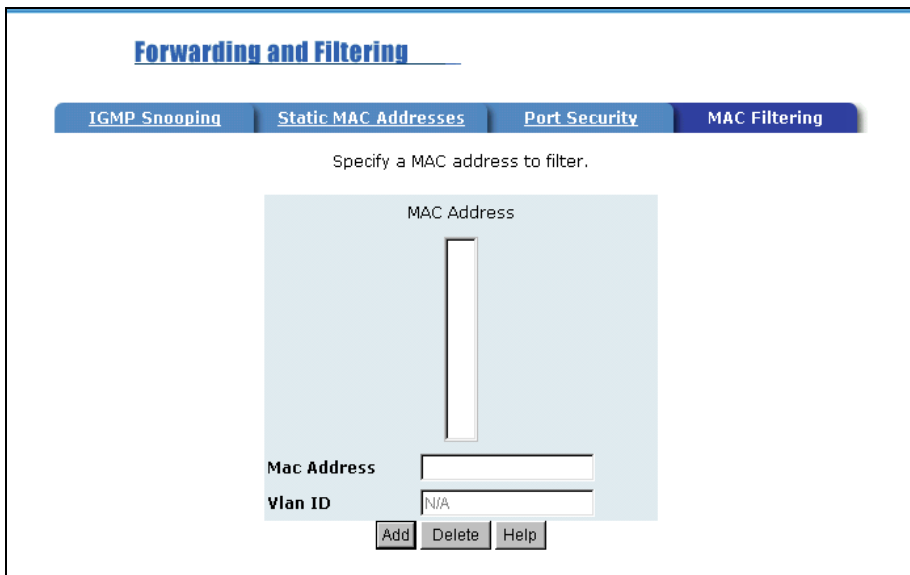 Forwarding and Filtering
IGMP Snooping Static MAC Addresses Port Security MAC Filtering
Specify a MAC address to filter.
MAC Address
Mac Address
Vlan ID N/A
Add Delete Help